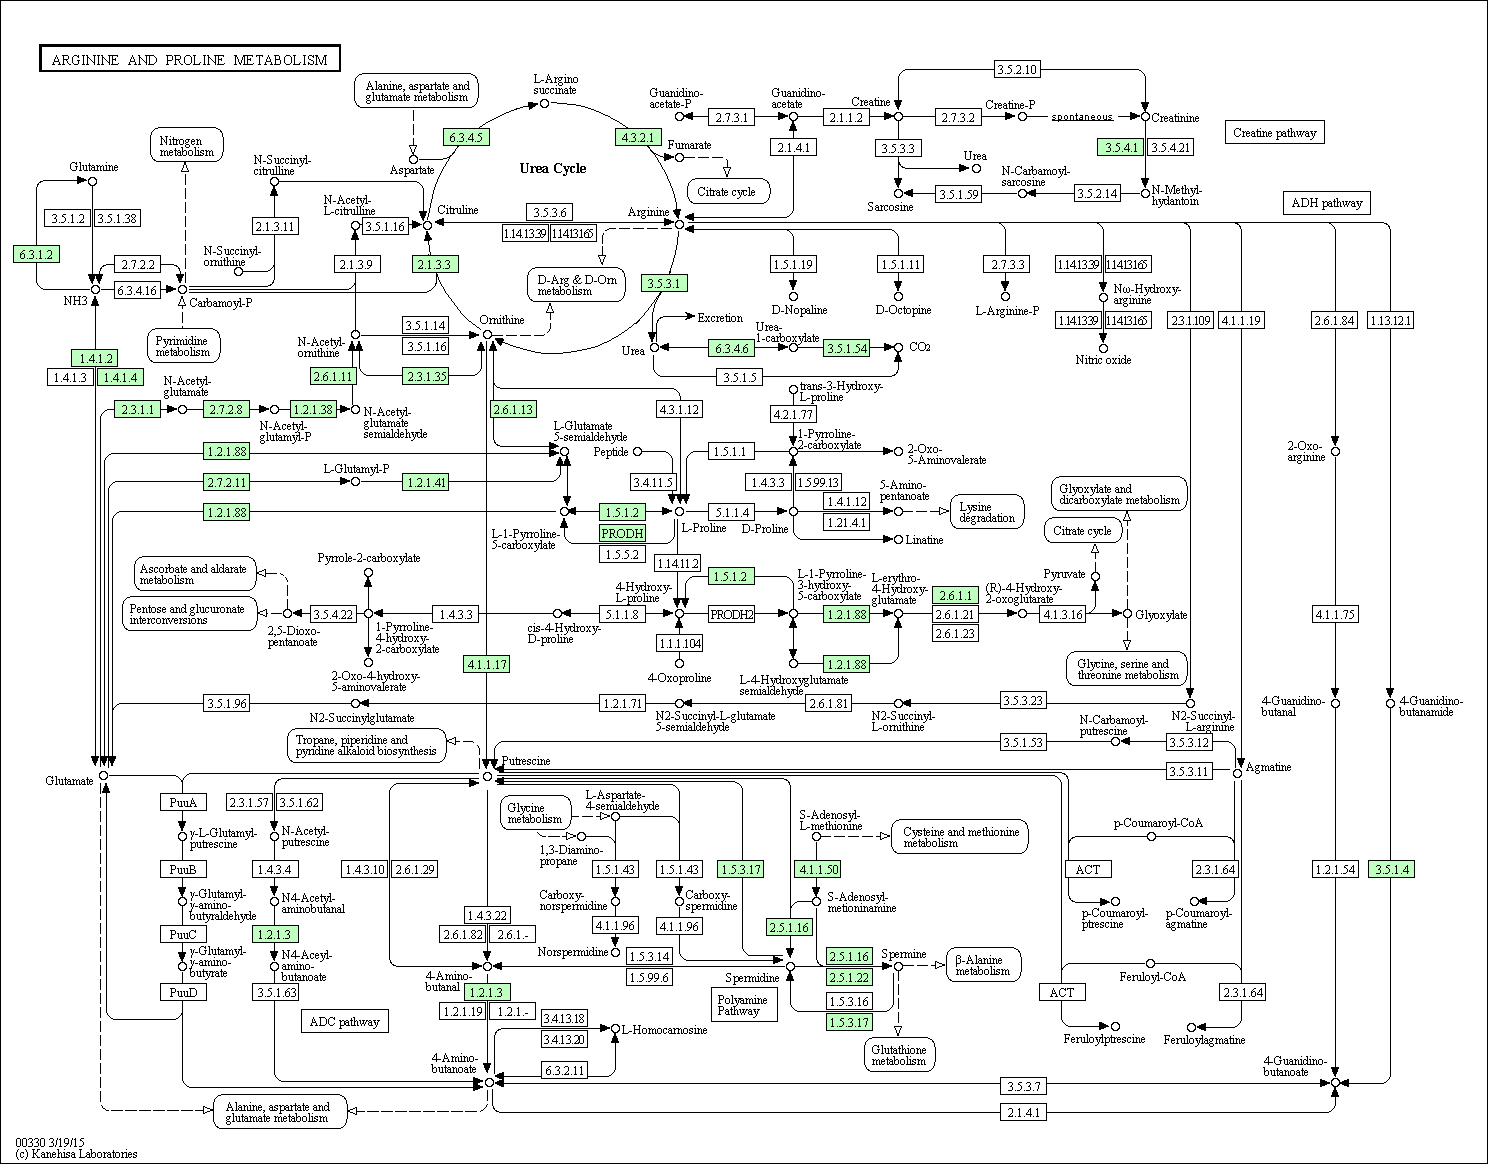 ARGININE AND PROLINE METABOLISM
Alanine, aspartate and
glutamate metabolism
L-Argino
succinate
6.3.4.5
4.3.2.1
Aspartate
Urea Cycle
Fumarate
Citrate cycle
Guanidino-
acetate-P
2.7.3.1
Guanidino-
acetate
2.1.1.2
2.1.4.1
Creatine
3.5.2.10
2.7.3.2
Creatine-P
spontaneous
Creatinine
3.5.3.3
Urea
3.5.4.1
3.5.4.21
Sarcosine
3.5.1.59
N-Carbamoyl-
sarcosine
3.5.2.14
N-Methyl-
hydantoin
Creatine pathway
ADH pathway
Nitrogen
metabolism
Glutamine
3.5.1.2
3.5.1.38
6.3.1.2
2.7.2.2
6.3.4.16
NH3
Carbamoyl-P
Pyrimidine
metabolism
N-Succinyl-
citrulline
2.1.3.11
N-Succinyl-
ornithine
N-Acetyl-
L-citrulline
3.5.1.16
2.1.3.9
Citruline
2.1.3.3
3.5.3.6
1.14.13.39
1.14.13.165
Arginine
D-Arg & D-Orn
metabolism
3.5.3.1
Ornithine
3.5.1.14
3.5.1.16
N-Acetyl-
ornithine
2.6.1.11
2.3.1.35
Excretion
Urea
6.3.4.6
Urea-
1-carboxylate
3.5.1.54
CO2
3.5.1.5
1.5.1.19
D-Nopaline
1.5.1.11
D-Octopine
2.7.3.3
L-Arginine-P
1.14.13.39
1.14.13.165
Nω-Hydroxy-
arginine
1.14.13.39
1.14.13.165
Nitric oxide
2.3.1.109
4.1.1.19
2.6.1.84
1.13.12.1
1.4.1.2
1.4.1.3
1.4.1.4
N-Acetyl-
glutamate
2.3.1.1
2.7.2.8
N-Acetyl-
glutamyl-P
1.2.1.38
N-Acetyl-
glutamate
semialdehyde
2.6.1.13
4.3.1.12
trans-3-Hydroxy-
L-proline
4.2.1.77
1.2.1.88
L-Glutamate
5-semialdehyde
Peptide
3.4.11.5
1.5.1.1
1-Pyrroline-
2-carboxylate
2-Oxo-
5-Aminovalerate
2-Oxo-
arginine
2.7.2.11
L-Glutamyl-P
1.2.1.41
1.2.1.88
L-1-Pyrroline-
5-carboxylate
1.5.1.2
PRODH
1.5.5.2
L-Proline
5.1.1.4
D-Proline
1.4.3.3
1.5.99.13
1.4.1.12
1.21.4.1
5-Amino-
pentanoate
Lysine
degradation
Linatine
Glyoxylate and
dicarboxylate metabolism
Citrate cycle
Pyruvate
Ascorbate and aldarate
metabolism
Pentose and glucuronate
interconversions
2,5-Dioxo-
pentanoate
3.5.4.22
Pyrrole-2-carboxylate
1-Pyrroline-
4-hydroxy-
2-carboxylate
2-Oxo-4-hydroxy-
5-aminovalerate
1.4.3.3
cis-4-Hydroxy-
D-proline
5.1.1.8
4-Hydroxy-
L-proline
1.14.11.2
1.1.1.104
4-Oxoproline
1.5.1.2
PRODH2
L-1-Pyrroline-
3-hydroxy-
5-carboxylate
1.2.1.88
1.2.1.88
L-4-Hydroxyglutamate
semialdehyde
L-erythro-
4-Hydroxy-
glutamate
2.6.1.1
2.6.1.21
2.6.1.23
(R)-4-Hydroxy-
2-oxoglutarate
4.1.3.16
Glyoxylate
Glycine, serine and
threonine metabolism
4.1.1.75
4.1.1.17
3.5.1.96
N2-Succinylglutamate
1.2.1.71
N2-Succinyl-L-glutamate
5-semialdehyde
2.6.1.81
N2-Succinyl-
L-ornithine
3.5.3.23
N2-Succinyl-
L-arginine
4-Guanidino-
butanal
4-Guanidino-
butanamide
Tropane, piperidine and
pyridine alkaloid biosynthesis
3.5.1.53
N-Carbamoyl-
putrescine
3.5.3.12
3.5.3.11
Agmatine
Glutamate
Putrescine
PuuA
γ-L-Glutamyl-
putrescine
PuuB
γ-Glutamyl-
γ-amino-
butyraldehyde
PuuC
γ-Glutamyl-
γ-amino-
butyrate
PuuD
2.3.1.57
3.5.1.62
N-Acetyl-
putrescine
1.4.3.4
N4-Acetyl-
aminobutanal
1.2.1.3
N4-Aceyl-
amino-
butanoate
3.5.1.63
ADC pathway
1.4.3.10
2.6.1.29
1.4.3.22
2.6.1.82
2.6.1.-
4-Amino-
butanal
1.2.1.3
1.2.1.19
1.2.1.-
4-Amino-
butanoate
3.4.13.18
3.4.13.20
6.3.2.11
L-Homocarnosine
Glycine
metabolism
L-Aspartate-
4-semialdehyde
1,3-Diamino-
propane
1.5.1.43
1.5.1.43
Carboxy-
norspermidine
Carboxy-
spermidine
4.1.1.96
4.1.1.96
Norspermidine
1.5.3.14
1.5.99.6
1.5.3.17
S-Adenosyl-
L-methionine
Cysteine and methionine
metabolism
4.1.1.50
S-Adenosyl-
metioninamine
2.5.1.16
Spermidine
Polyamine
Pathway
2.5.1.16
2.5.1.22
1.5.3.16
1.5.3.17
Spermine
β-Alanine
metabolism
Glutathione
metabolism
p-Coumaroyl-CoA
ACT
2.3.1.64
p-Coumaroyl-
ptrescine
p-Coumaroyl-
agmatine
Feruloyl-CoA
ACT
2.3.1.64
Feruloylptrescine
Feruloylagmatine
1.2.1.54
3.5.1.4
4-Guanidino-
butanoate
3.5.3.7
2.1.4.1
Alanine, aspartate and
glutamate metabolism
00330 3/19/15
(c) Kanehisa Laboratories